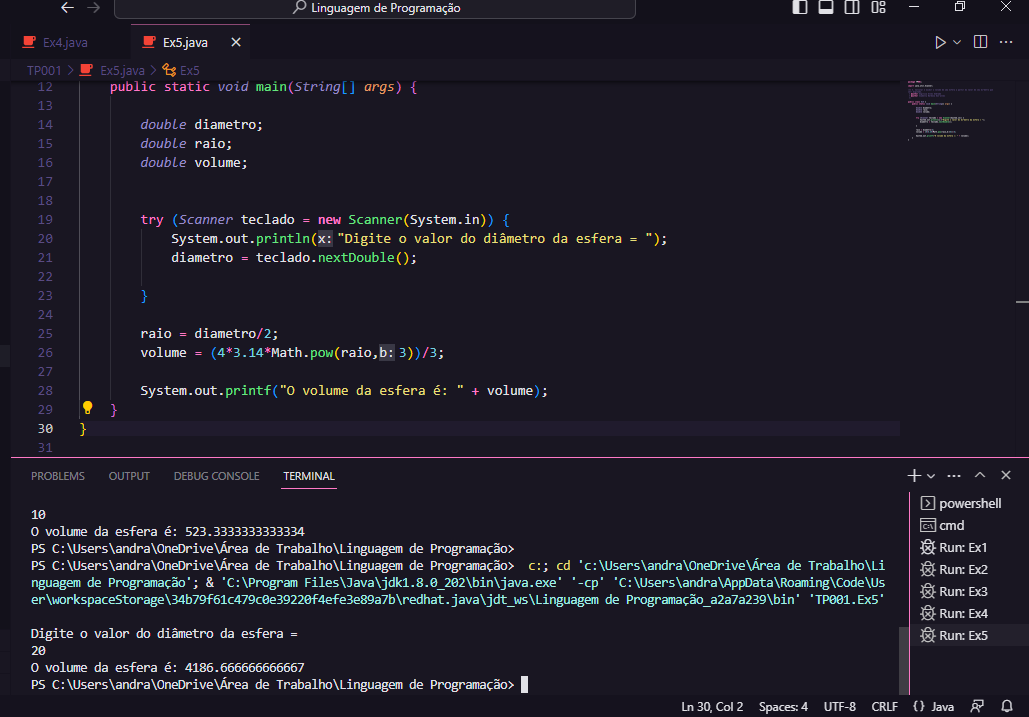 Linguagem de Programação
Ex4.java
Ex5.java
TP001 > Ex5.java > Ex5
12 public static void main(String[] args) {
13
14 double diametro;
15 double raio;
16 double volume;
17
18
19 try (Scanner teclado = new Scanner(System.in)) {
20 System.out.println(x: "Digite o valor do diâmetro da esfera = ");
21 diametro = teclado.nextDouble();
22
23 }
24
25 raio = diametro/2;
26 volume = (4*3.14*Math.pow(raio,b: 3))/3;
27
28 System.out.printf("O volume da esfera é: " + volume);
29 }
30 }
31
PROBLEMS OUTPUT DEBUG CONSOLE TERMINAL
10
O volume da esfera é: 523.3333333333334
PS C:\Users\andra\OneDrive\Área de Trabalho\Linguagem de Programação>
PS C:\Users\andra\OneDrive\Área de Trabalho\Linguagem de Programação> c:; cd 'c:\Users\andra\OneDrive\Área de Trabalho\Li
nguagem de Programação'; & 'C:\Program Files\Java\jdk1.8.0_202\bin\java.exe' '-cp' 'C:\Users\andra\AppData\Roaming\Code\Us
er\workspaceStorage\34b79f61c479c0e39220f4efe3e89a7b\redhat.java\jdt_ws\Linguagem de Programação_a2a7a239\bin' 'TP001.Ex5'
Digite o valor do diâmetro da esfera =
20
O volume da esfera é: 4186.666666666667
PS C:\Users\andra\OneDrive\Área de Trabalho\Linguagem de Programação>
powershell
cmd
Run: Ex1
Run: Ex2
Run: Ex3
Run: Ex4
Run: Ex5
Ln 30, Col 2 Spaces: 4 UTF-8 CRLF {} Java